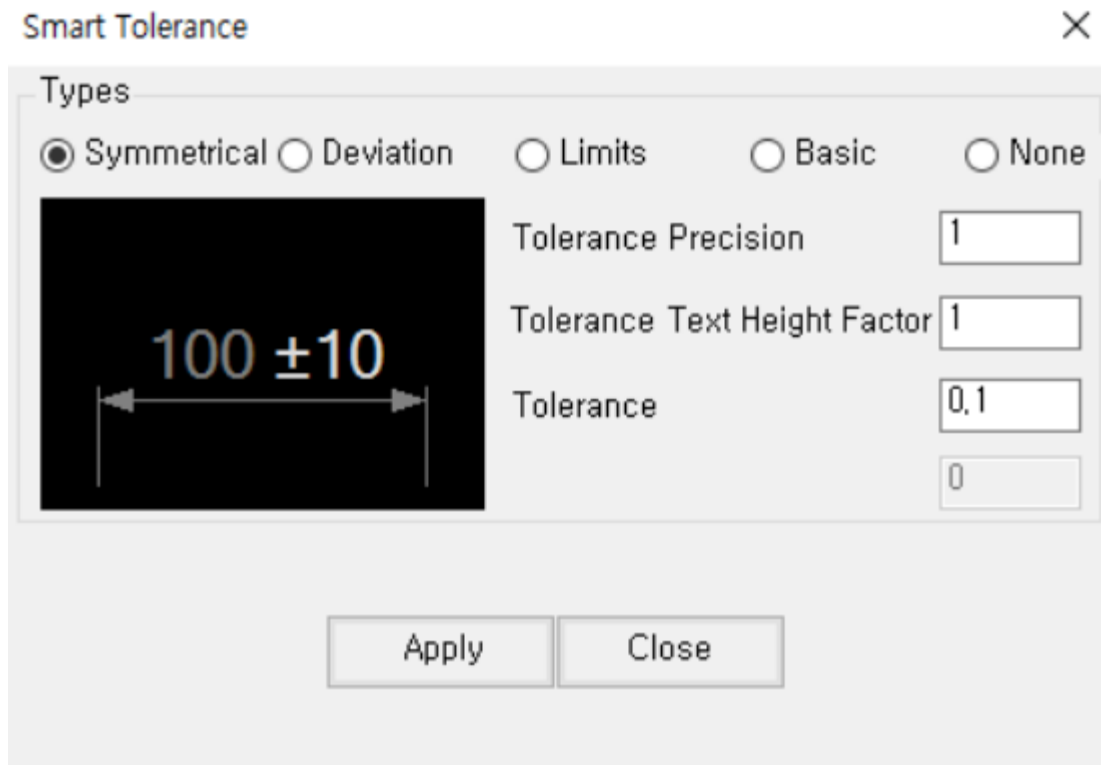 Smart Tolerance
Types
Symmetrical Deviation Limits Basic None
100 ±10
Tolerance Precision 1
Tolerance Text Height Factor 1
Tolerance 0.1
0
Apply Close